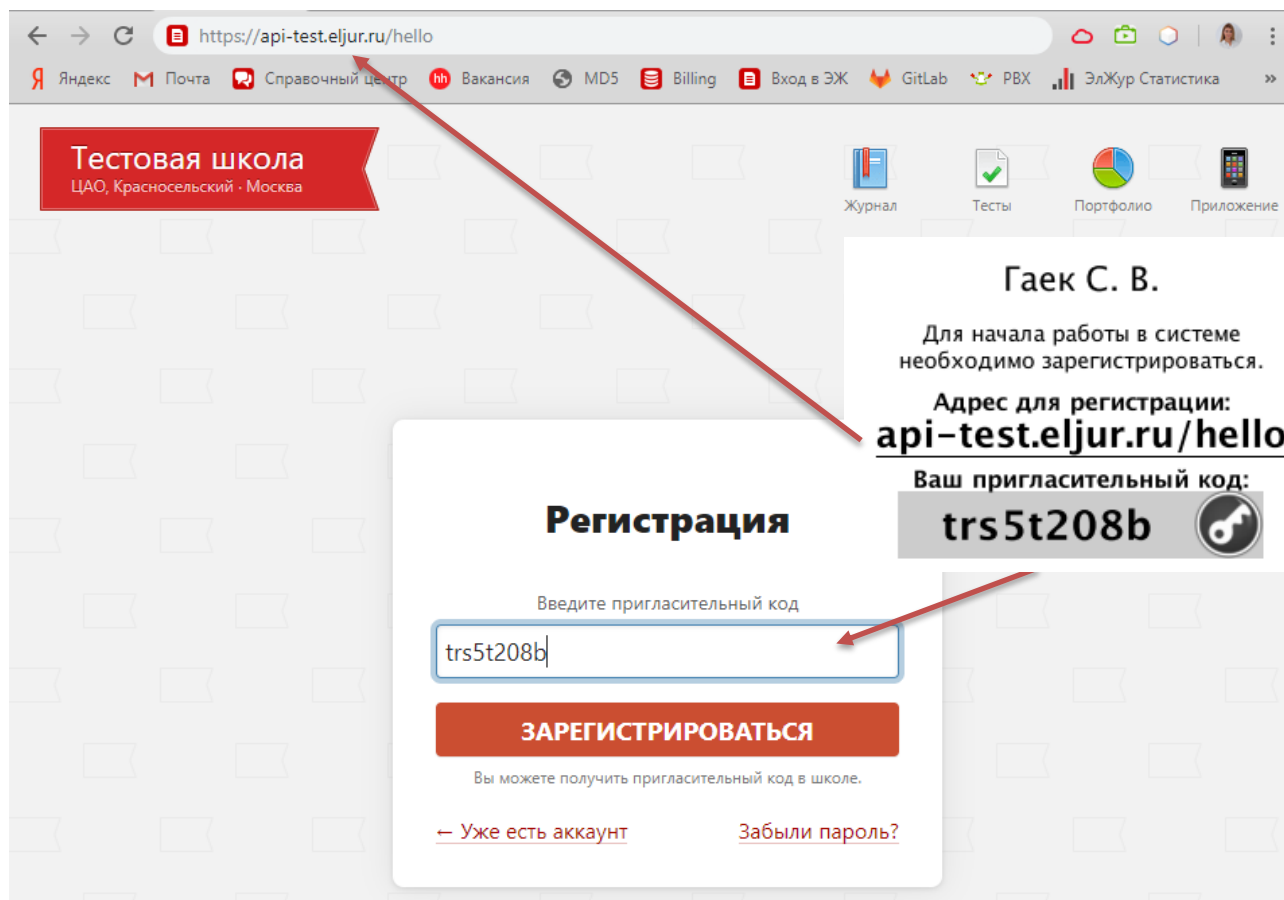 https://api-test.eljur.ru/hello
Яндекс Почта Справочный центр hh Вакансия MD5 Billing Вход в ЭЖ GitLab PBX ЭлЖур Статистика »
Тестовая школа
ЦАО, Красносельский · Москва
Журнал Тесты Портфолио Приложение
Гаек С. В.
Для начала работы в системе
необходимо зарегистрироваться.
Адрес для регистрации:
api-test.eljur.ru/hello
Ваш пригласительный код:
trs5t208b
Регистрация
Введите пригласительный код
trs5t208b
ЗАРЕГИСТРИРОВАТЬСЯ
Вы можете получить пригласительный код в школе.
← Уже есть аккаунт Забыли пароль?